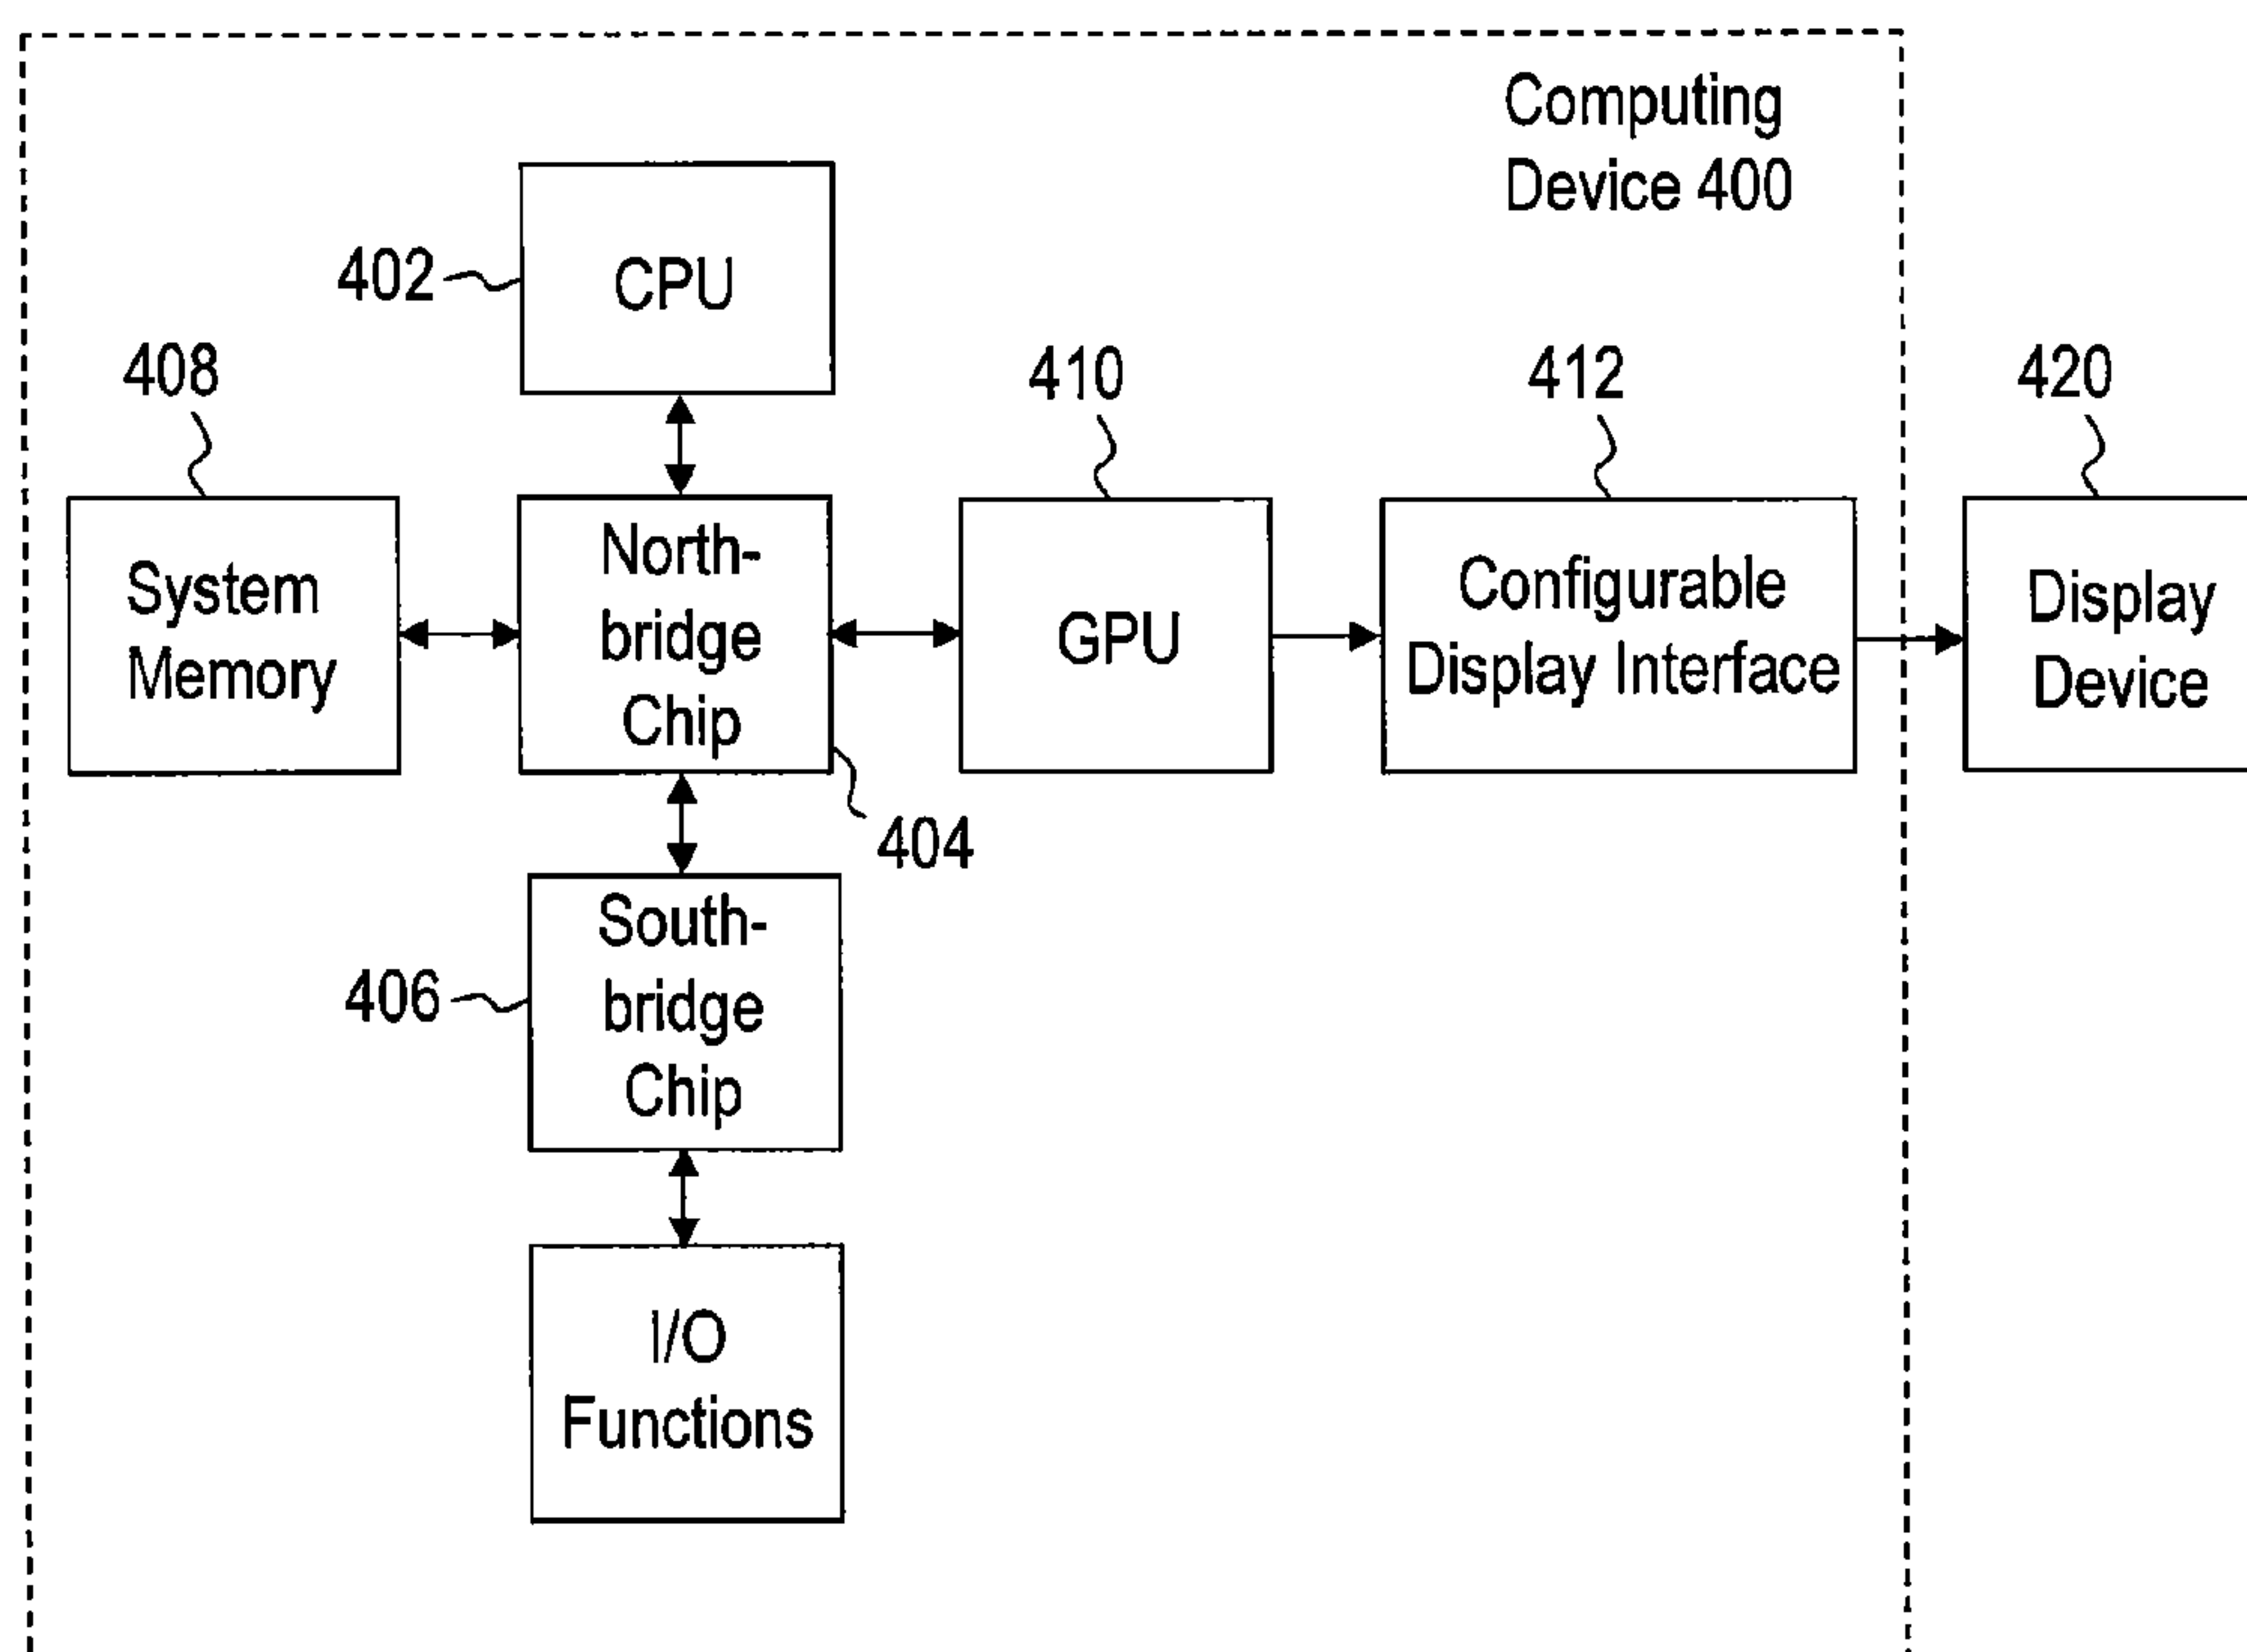 Computing
Device 400
402
CPU
408
410
412
420
System
Memory
North-
bridge
Chip
GPU
Configurable
Display Interface
Display
Device
404
406
South-
bridge
Chip
I/O
Functions